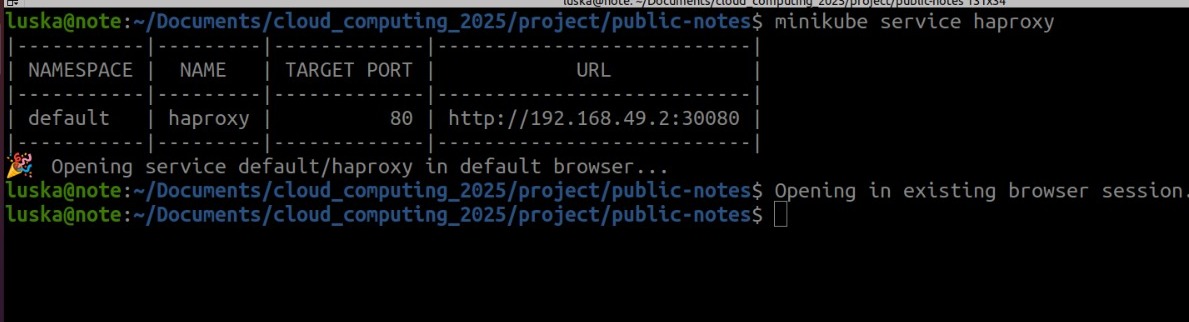 luska@note: ~/Documents/cloud_computing_2025/project/public-notes 131x34
luska@note:~/Documents/cloud_computing_2025/project/public-notes$ minikube service haproxy
|-----------|---------|-------------|---------------------------|
| NAMESPACE |  NAME   | TARGET PORT |            URL            |
|-----------|---------|-------------|---------------------------|
| default   | haproxy |          80 | http://192.168.49.2:30080 |
|-----------|---------|-------------|---------------------------|
🎉  Opening service default/haproxy in default browser...
luska@note:~/Documents/cloud_computing_2025/project/public-notes$ Opening in existing browser session.
luska@note:~/Documents/cloud_computing_2025/project/public-notes$